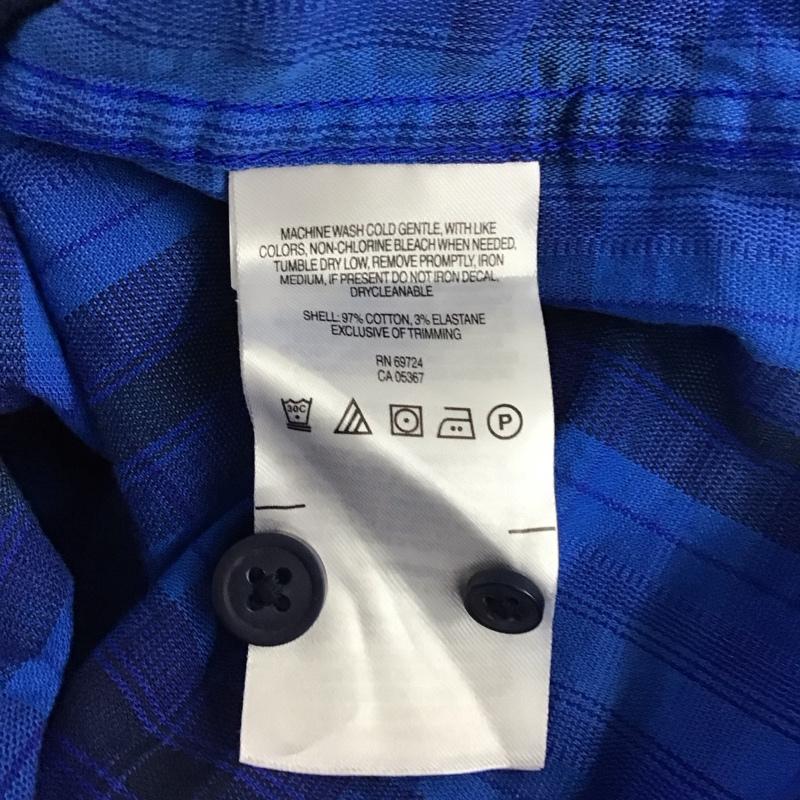 MACHINE WASH COLD GENTLE, WITH LIKE
COLORS, NON-CHLORINE BLEACH WHEN NEEDED,
TUMBLE DRY LOW, REMOVE PROMPTLY, IRON
MEDIUM, IF PRESENT DO NOT IRON DECAL,
DRYCLEANABLE
SHELL: 97% COTTON, 3% ELASTANE
EXCLUSIVE OF TRIMMING
RN 69724
CA 05367
30C P